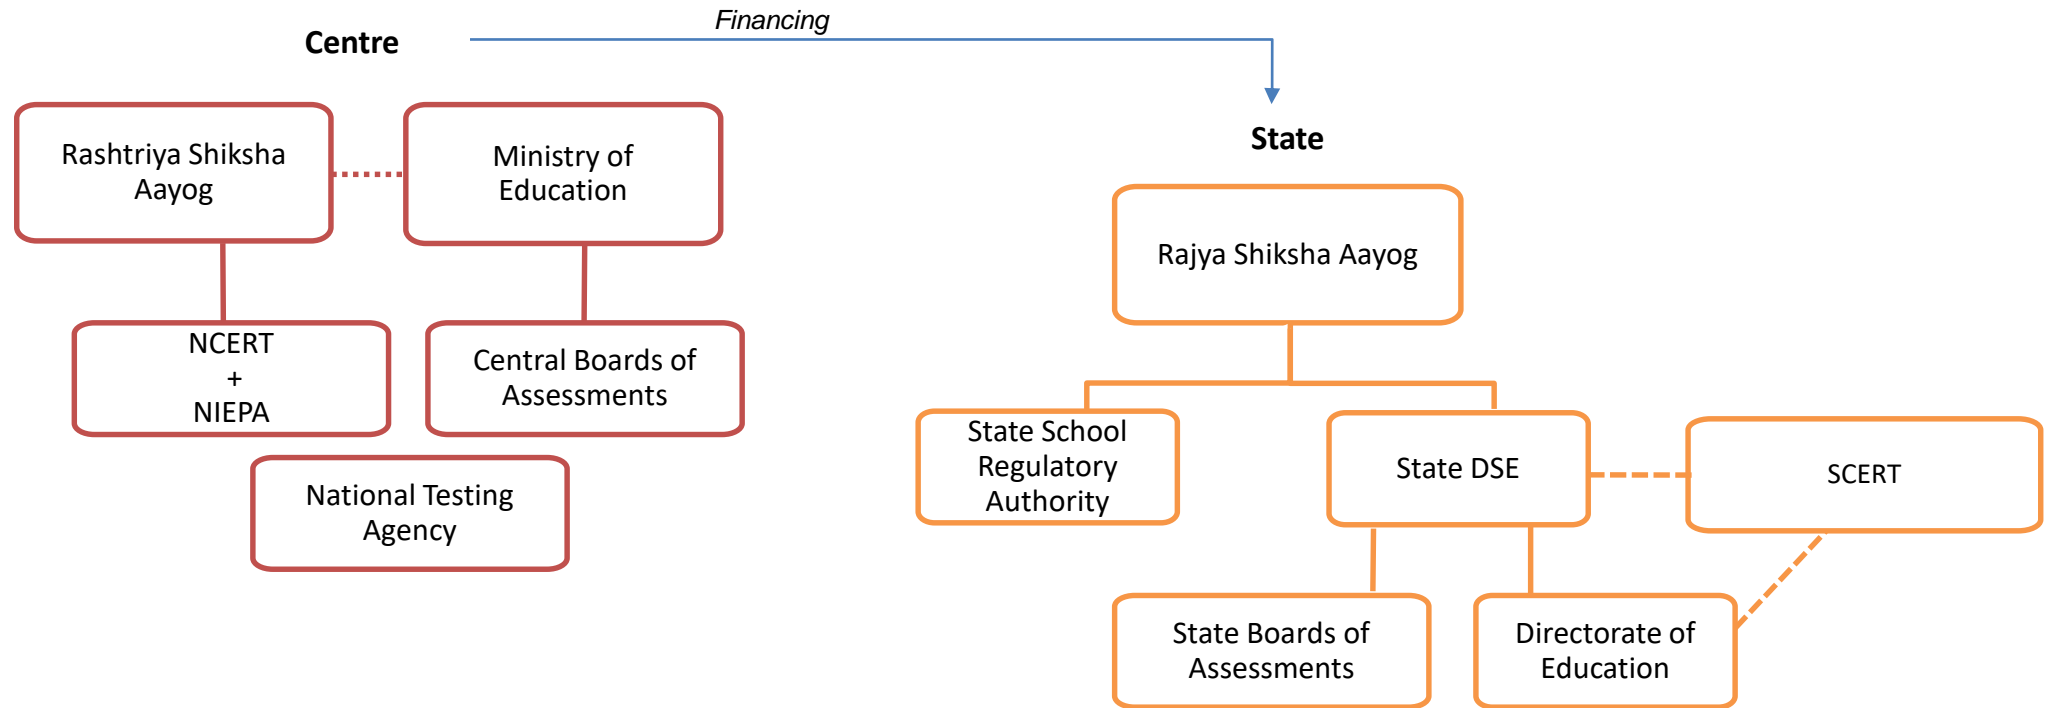 Financing
Centre
State
Rashtriya Shiksha
Aayog
Ministry of
Education
NCERT
+
NIEPA
Central Boards of
Assessments
National Testing
Agency
Rajya Shiksha Aayog
State School
Regulatory
Authority
State DSE
SCERT
State Boards of
Assessments
Directorate of
Education